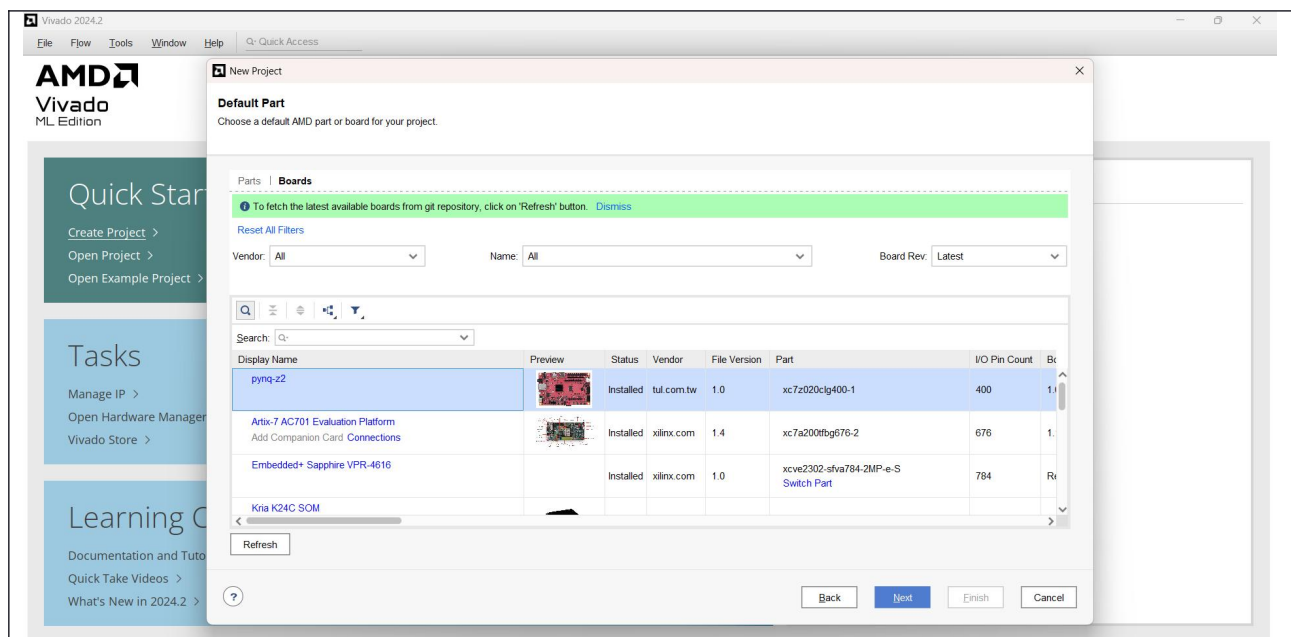 Vivado 2024.2
File Flow Tools Window Help Quick Access
AMD
Vivado
ML Edition
Quick Star
Create Project >
Open Project >
Open Example Project >
Tasks
Manage IP >
Open Hardware Manager
Vivado Store >
Learning C
Documentation and Tuto
Quick Take Videos >
What's New in 2024.2 >
New Project
Default Part
Choose a default AMD part or board for your project.
Parts | Boards
To fetch the latest available boards from git repository, click on 'Refresh' button. Dismiss
Reset All Filters
Vendor: All Name: All Board Rev: Latest
Search:
Display Name Preview Status Vendor File Version Part I/O Pin Count Bo
pynq-z2 Installed tul.com.tw 1.0 xc7z020clg400-1 400 1.0
Artix-7 AC701 Evaluation Platform
Add Companion Card Connections Installed xilinx.com 1.4 xc7a200tfbg676-2 676 1.
Embedded+ Sapphire VPR-4616 Installed xilinx.com 1.0 xcve2302-sfva784-2MP-e-S 784 Re
Switch Part
Kria K24C SOM
Refresh
? Back Next Finish Cancel